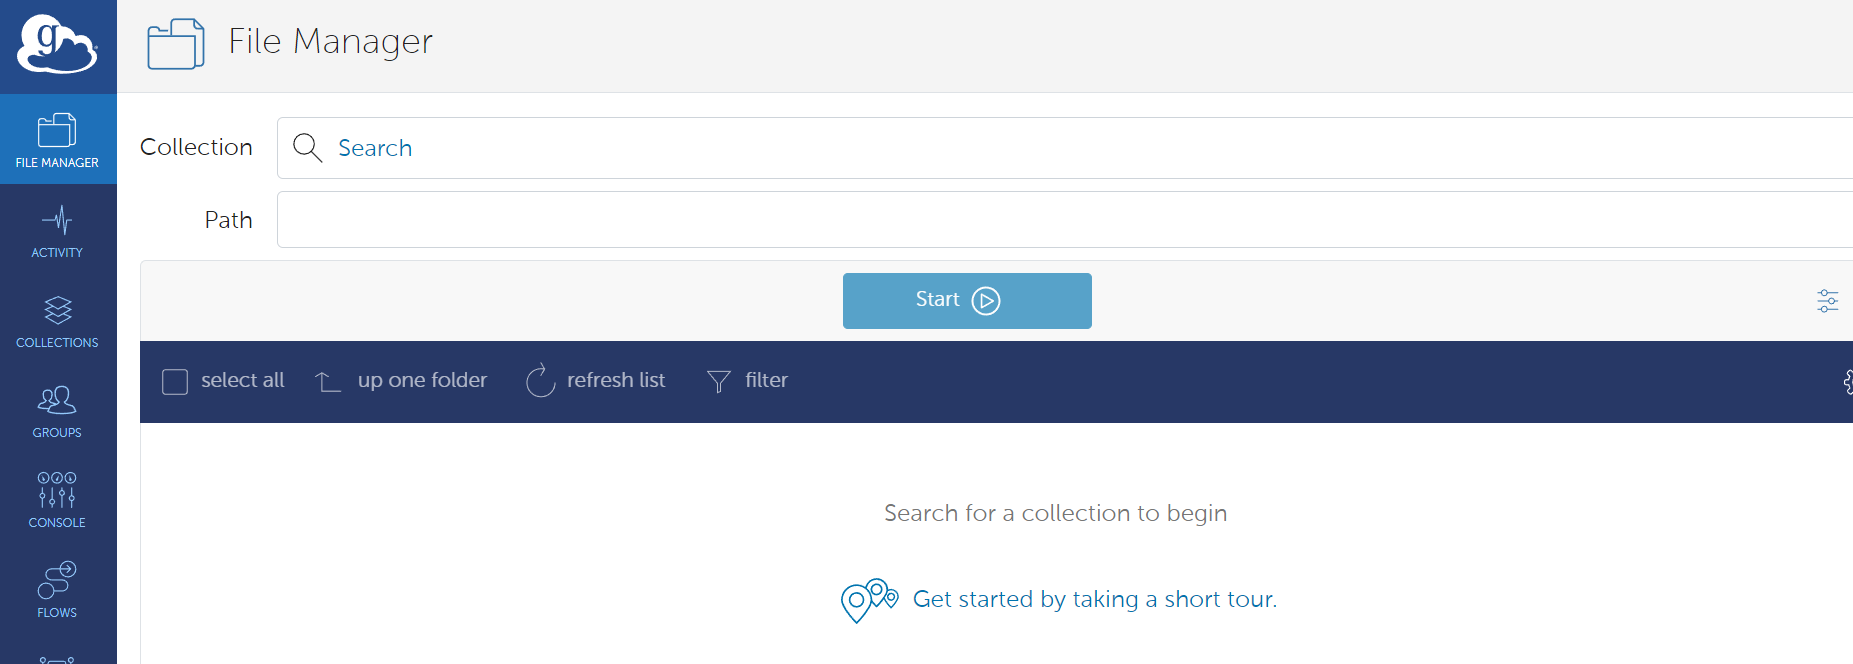 g
File Manager
FILE MANAGER
ACTIVITY
COLLECTIONS
GROUPS
CONSOLE
FLOWS
Collection
Search
Path
Start
select all up one folder refresh list filter
Search for a collection to begin
Get started by taking a short tour.